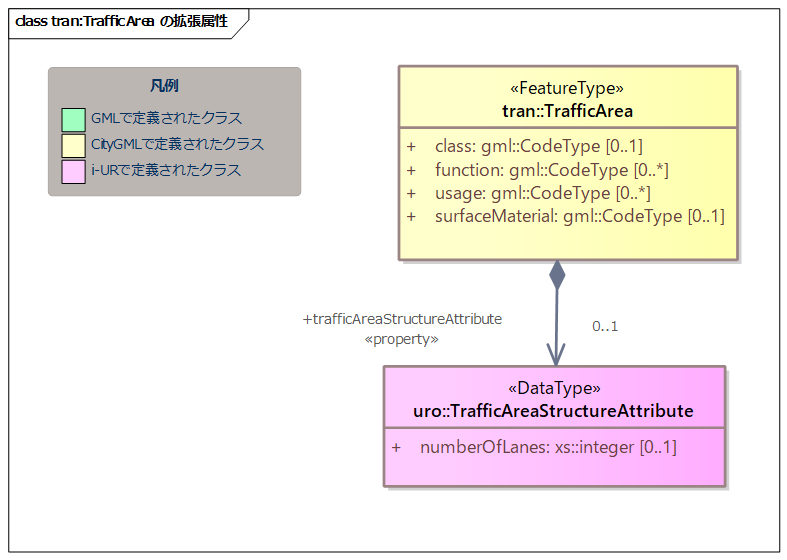 class tran:TrafficArea の拡張属性
凡例
GMLで定義されたクラス
CityGMLで定義されたクラス
i-URで定義されたクラス
«FeatureType»
tran::TrafficArea
+ class: gml::CodeType [0..1]
+ function: gml::CodeType [0..*]
+ usage: gml::CodeType [0..*]
+ surfaceMaterial: gml::CodeType [0..1]
+trafficAreaStructureAttribute
«property»
0..1
«DataType»
uro::TrafficAreaStructureAttribute
+ numberOfLanes: xs::integer [0..1]